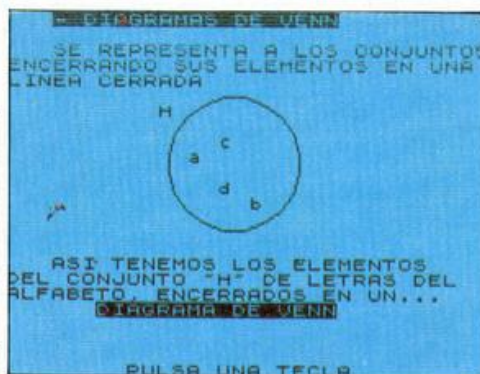 - DIAGRAMAS DE VENN
SE REPRESENTA A LOS CONJUNTOS
ENCERRANDO SUS ELEMENTOS EN UNA
LINEA CERRADA
H
c
a
d
b
ASI TENEMOS LOS ELEMENTOS
DEL CONJUNTO "H" DE LETRAS DEL
ALFABETO, ENCERRADOS EN UN...
DIAGRAMA DE VENN
PULSA UNA TECLA